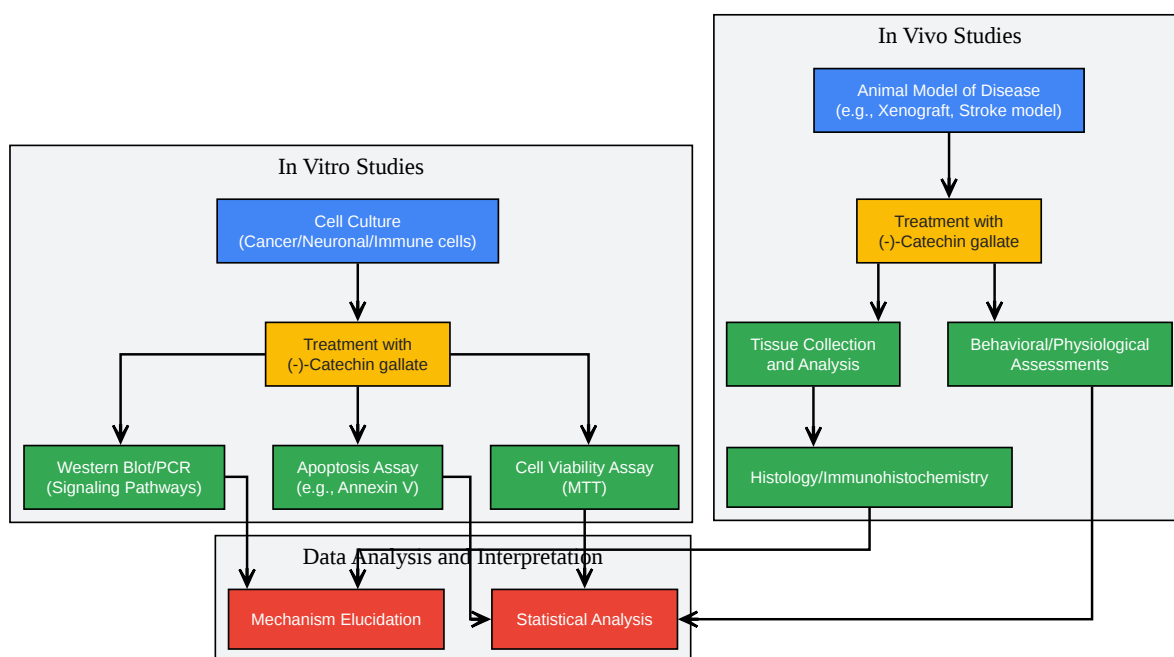 In Vivo Studies
Animal Model of Disease
(e.g., Xenograft, Stroke model)
Treatment with
(-)-Catechin gallate
Tissue Collection
and Analysis
Behavioral/Physiological
Assessments
Histology/Immunohistochemistry
In Vitro Studies
Cell Culture
(Cancer/Neuronal/Immune cells)
Treatment with
(-)-Catechin gallate
Western Blot/PCR
(Signaling Pathways)
Apoptosis Assay
(e.g., Annexin V)
Cell Viability Assay
(MTT)
Data Analysis and Interpretation
Mechanism Elucidation
Statistical Analysis